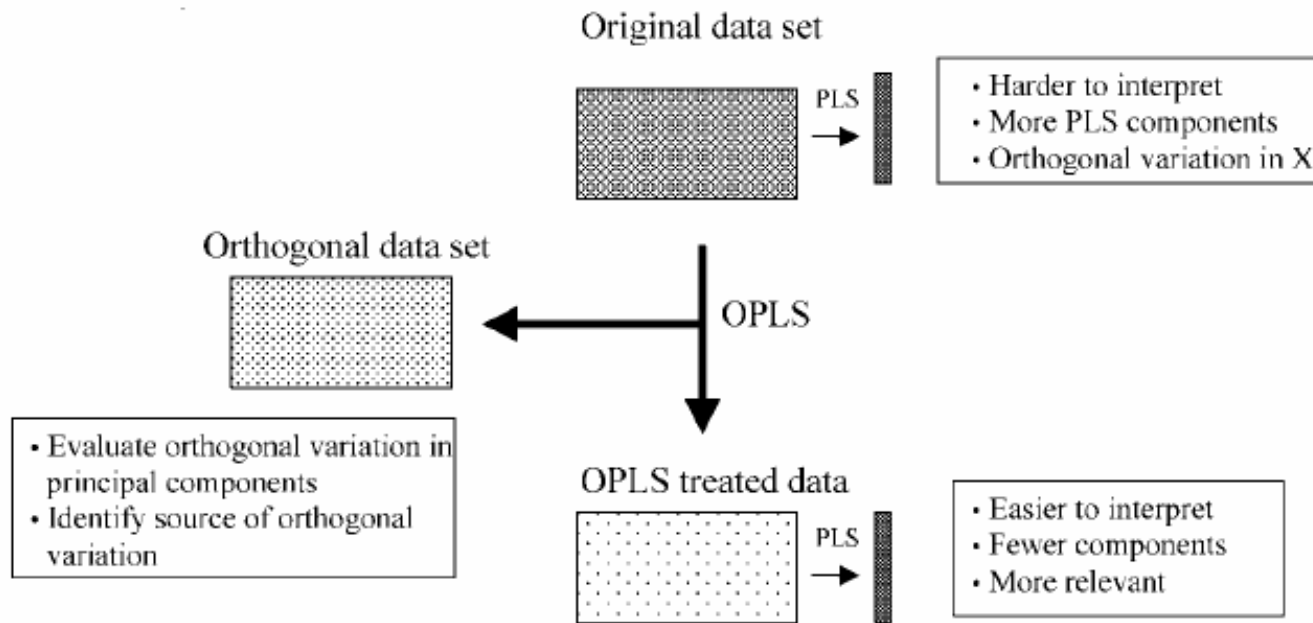 Original data set
PLS
• Harder to interpret
• More PLS components
• Orthogonal variation in X
Orthogonal data set
OPLS
• Evaluate orthogonal variation in
principal components
• Identify source of orthogonal
variation
OPLS treated data
PLS
• Easier to interpret
• Fewer components
• More relevant